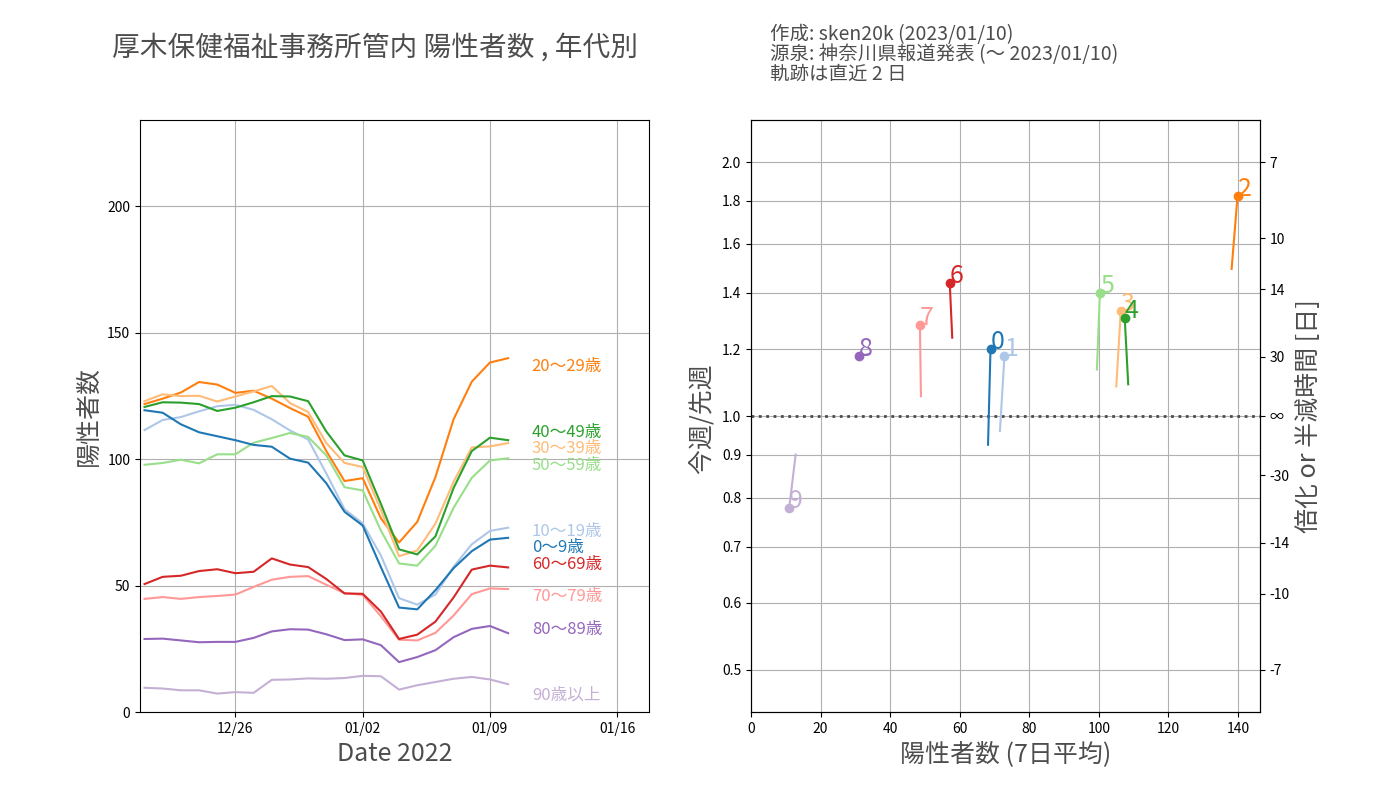 厚木保健福祉事務所管内 陽性者数 , 年代別
作成: sken20k (2023/01/10)
源泉: 神奈川県報道発表 (～ 2023/01/10)
軌跡は直近 2 日
陽性者数
200
150
100
50
0
20～29歳
40～49歳
30～39歳
50～59歳
10～19歳
0～9歳
60～69歳
70～79歳
80～89歳
90歳以上
12/26
01/02
01/09
01/16
Date 2022
今週/先週
2.0
1.8
1.6
1.4
1.2
1.0
0.9
0.8
0.7
0.6
0.5
2
5
3
4
6
7
0
1
8
9
7
10
14
30
∞
-30
-14
-10
-7
倍化 or 半減時間 [日]
0
20
40
60
80
100
120
140
陽性者数 (7日平均)